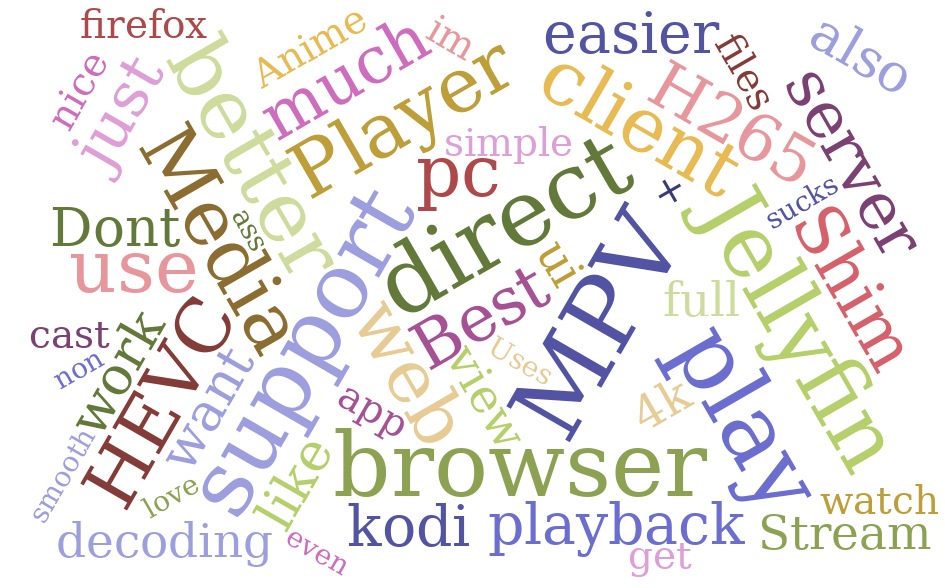 firefox
Anime
im
easier
also
nice
just
better
much
Player
client
H265
files
server
simple
Media
pc
direct
+
sucks
Dont
ass
use
ui
MPV
Jellyfin
Shim
support
Best
full
cast
non
work
HEVC
want
web
view
Uses
4k
play
app
browser
smooth
love
like
watch
decoding
even
kodi
playback
get
Stream